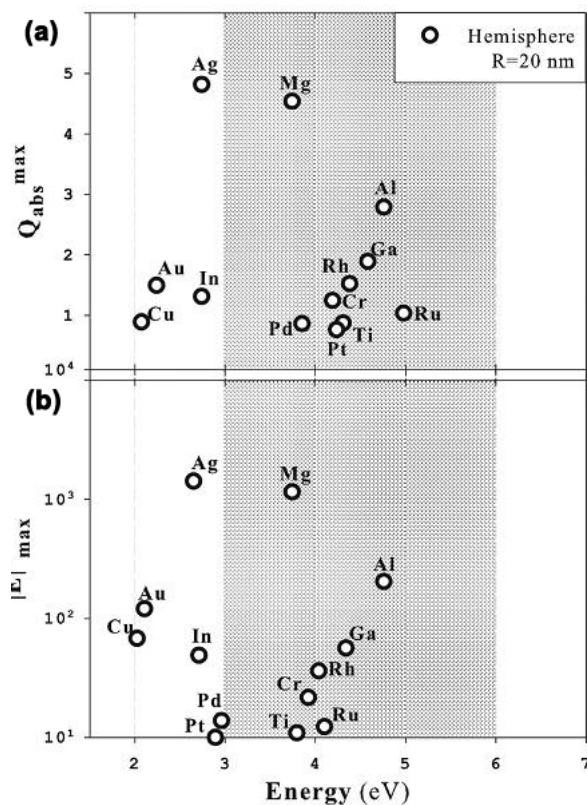 (a)
Hemisphere
R=20 nm
Ag
Mg
5
4
Q_abs^max
3
Al
2
Au
In
Rh
Ga
Cu
Cr
Pd
Pt
Ti
Ru
1
10⁴
(b)
Ag
Mg
10³
|E| max
Al
Au
10²
Cu
In
Ga
Rh
Cr
Pd
Pt
Ti
Ru
10¹
2
3
4
5
6
7
Energy (eV)